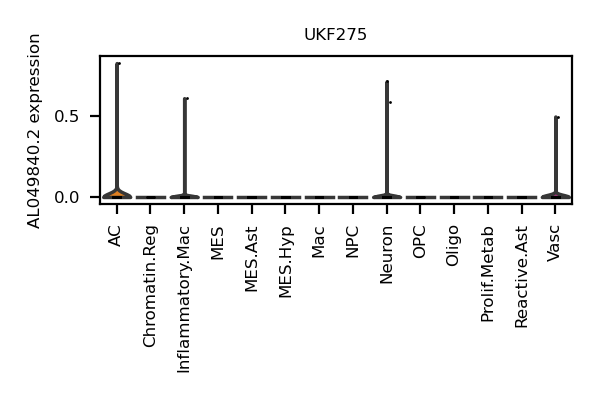 UKF275
AL049840.2 expression
0.5
0.0
AC
Chromatin.Reg
Inflammatory.Mac
MES
MES.Ast
MES.Hyp
Mac
NPC
Neuron
OPC
Oligo
Prolif.Metab
Reactive.Ast
Vasc